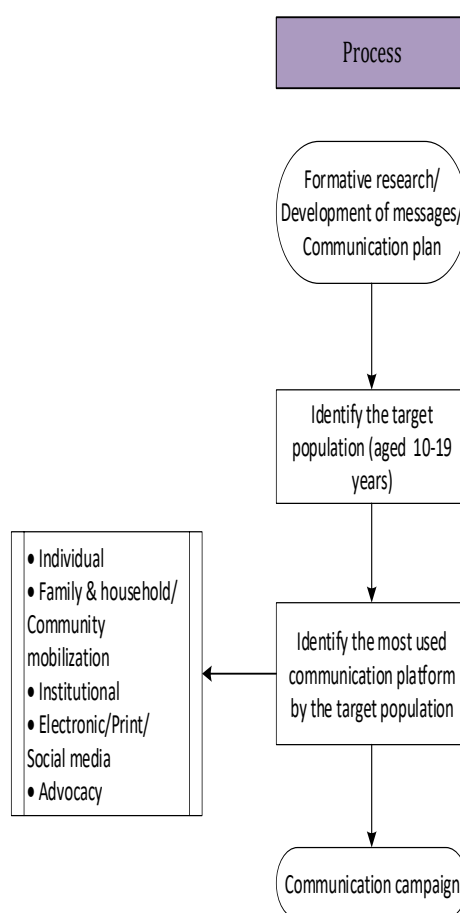 Process
Formative research/
Development of messages/
Communication plan
Identify the target
population (aged 10-19
years)
• Individual
• Family & household/
Community
mobilization
• Institutional
• Electronic/Print/
Social media
• Advocacy
Identify the most used
communication platform
by the target population
Communication campaign